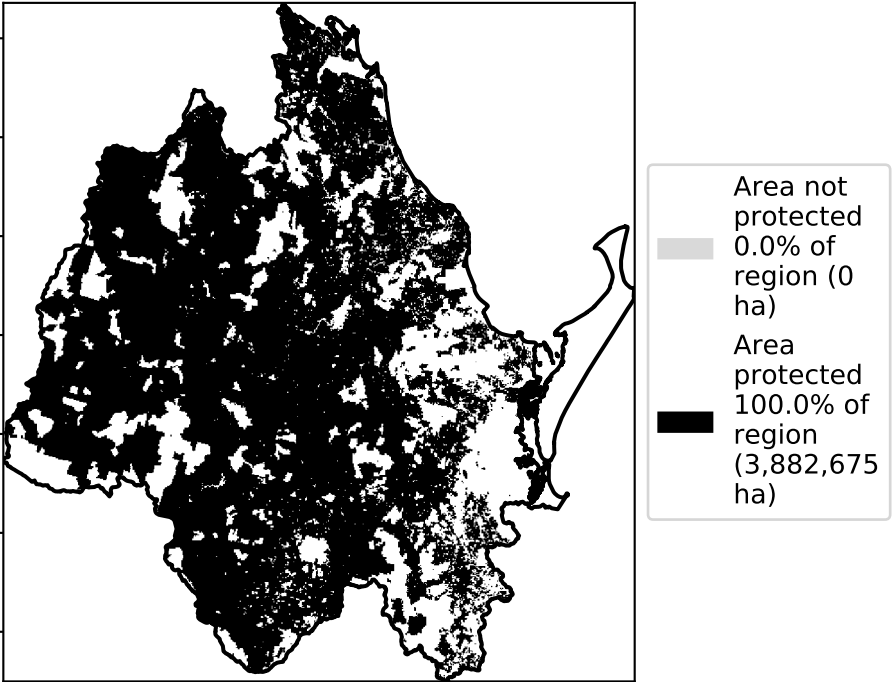 Area not
protected
0.0% of
region (0
ha)
Area
protected
100.0% of
region
(3,882,675
ha)